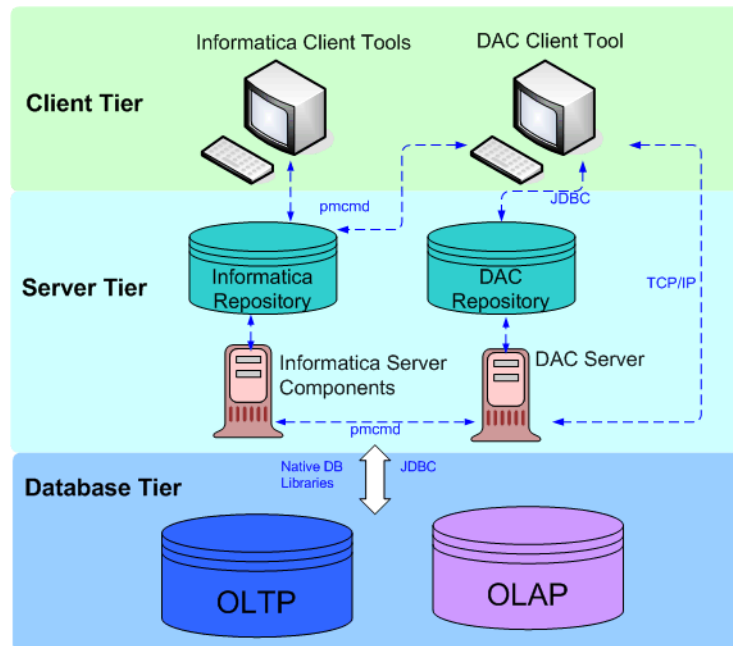 Informatica Client Tools
DAC Client Tool
Client Tier
pmcmd
JDBC
Informatica
Repository
DAC
Repository
Server Tier
TCP/IP
Informatica Server
Components
DAC Server
pmcmd
Native DB
Libraries
JDBC
Database Tier
OLTP
OLAP